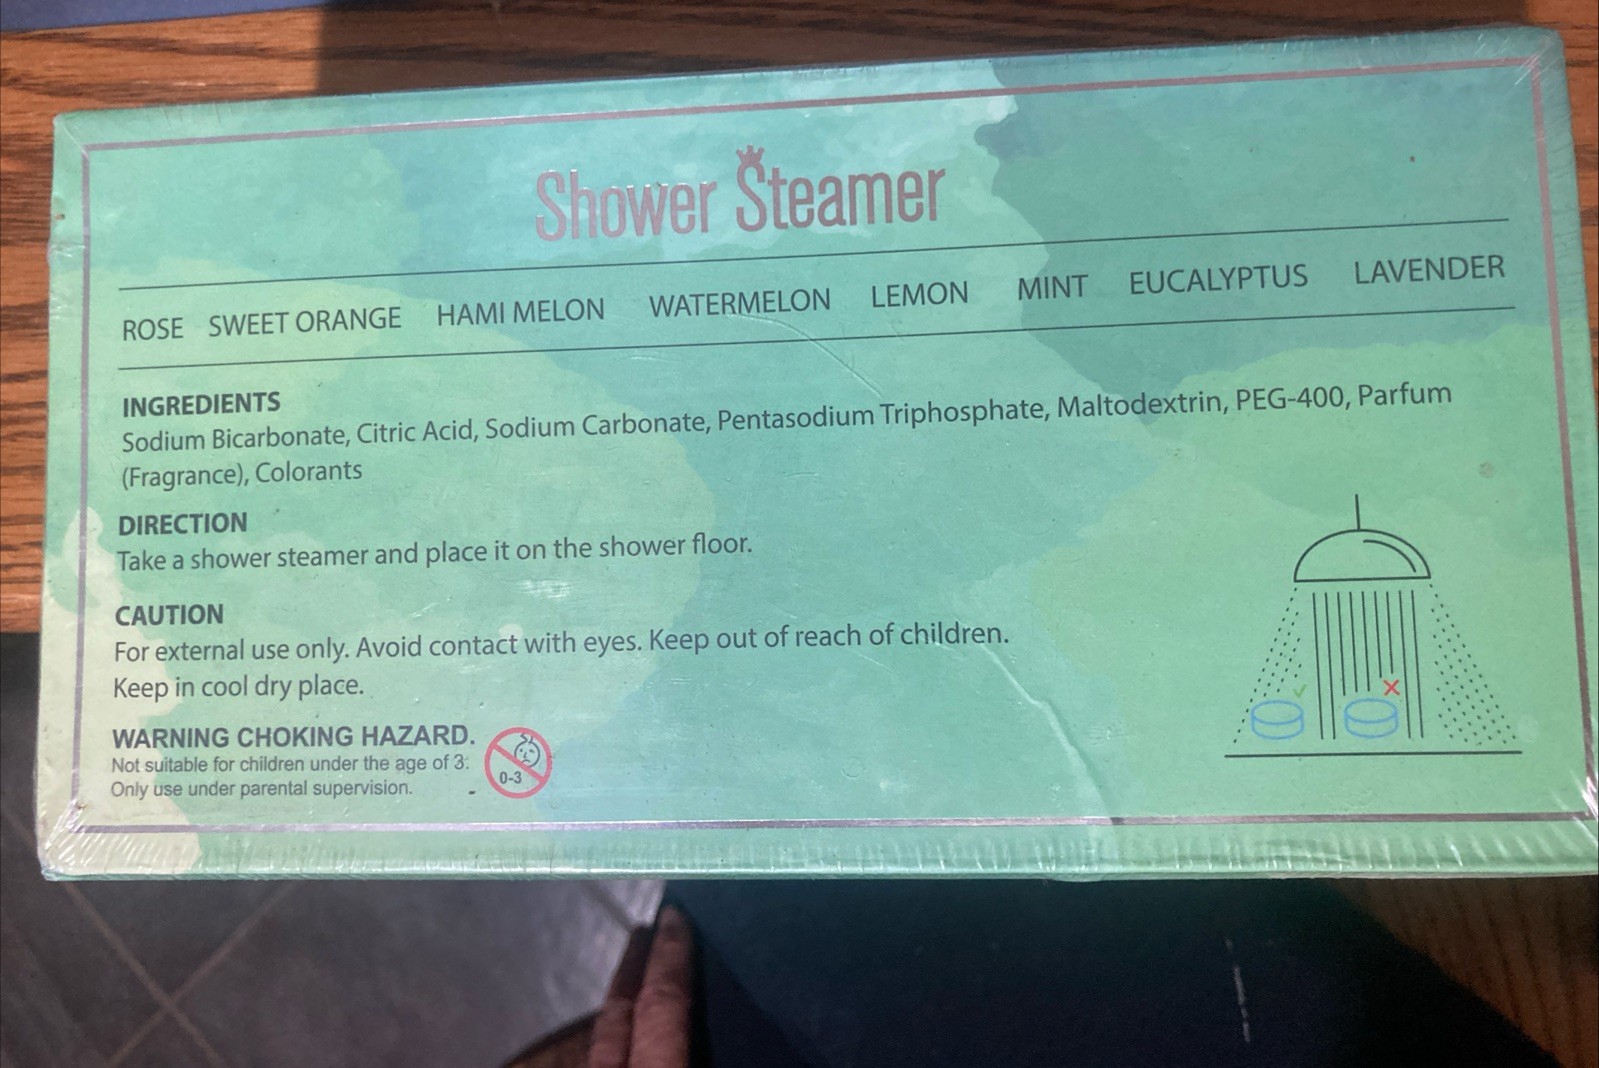 Shower Steamer
ROSE SWEET ORANGE HAMI MELON WATERMELON LEMON MINT EUCALYPTUS LAVENDER
INGREDIENTS
Sodium Bicarbonate, Citric Acid, Sodium Carbonate, Pentasodium Triphosphate, Maltodextrin, PEG-400, Parfum
(Fragrance), Colorants
DIRECTION
Take a shower steamer and place it on the shower floor.
CAUTION
For external use only. Avoid contact with eyes. Keep out of reach of children.
Keep in cool dry place.
WARNING CHOKING HAZARD.
Not suitable for children under the age of 3.
Only use under parental supervision.
0-3